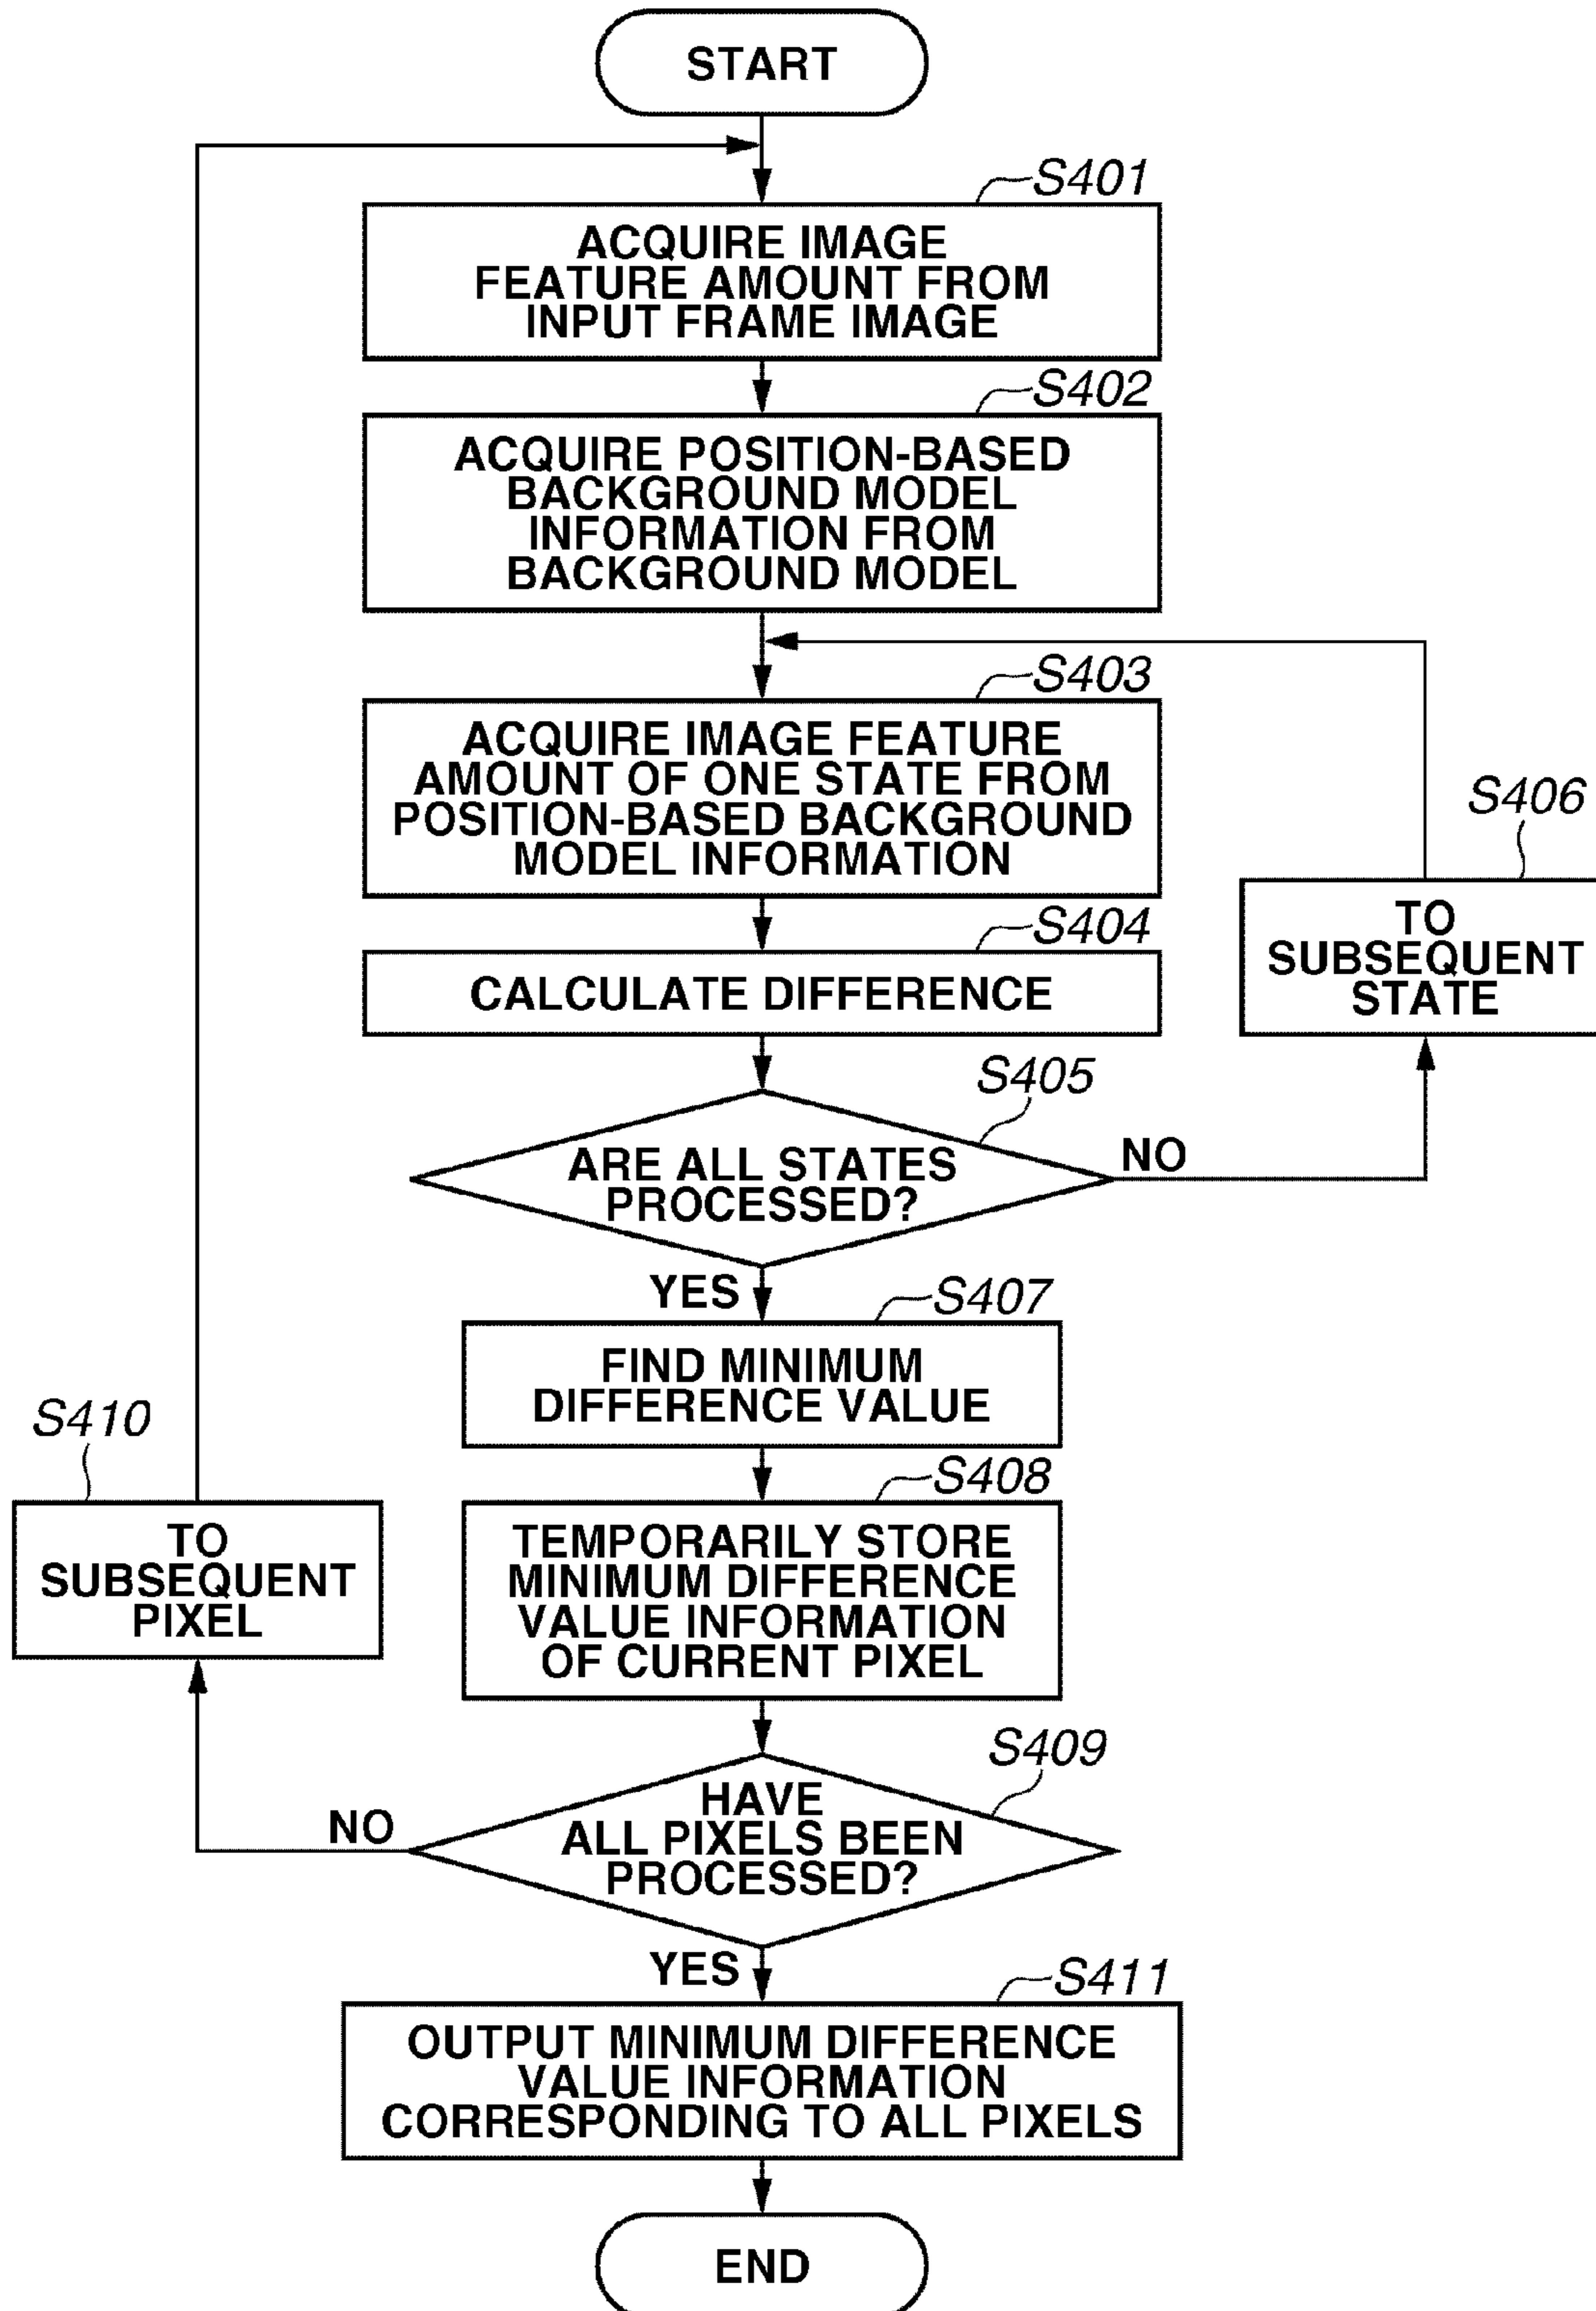 START
S401
ACQUIRE IMAGE
FEATURE AMOUNT FROM
INPUT FRAME IMAGE
S402
ACQUIRE POSITION-BASED
BACKGROUND MODEL
INFORMATION FROM
BACKGROUND MODEL
S403
ACQUIRE IMAGE FEATURE
AMOUNT OF ONE STATE FROM
POSITION-BASED BACKGROUND
MODEL INFORMATION
S404
CALCULATE DIFFERENCE
S405
ARE ALL STATES
PROCESSED?
NO
S406
TO
SUBSEQUENT
STATE
YES
S407
FIND MINIMUM
DIFFERENCE VALUE
S408
TEMPORARILY STORE
MINIMUM DIFFERENCE
VALUE INFORMATION
OF CURRENT PIXEL
S409
HAVE
ALL PIXELS BEEN
PROCESSED?
NO
S410
TO
SUBSEQUENT
PIXEL
YES
S411
OUTPUT MINIMUM DIFFERENCE
VALUE INFORMATION
CORRESPONDING TO ALL PIXELS
END